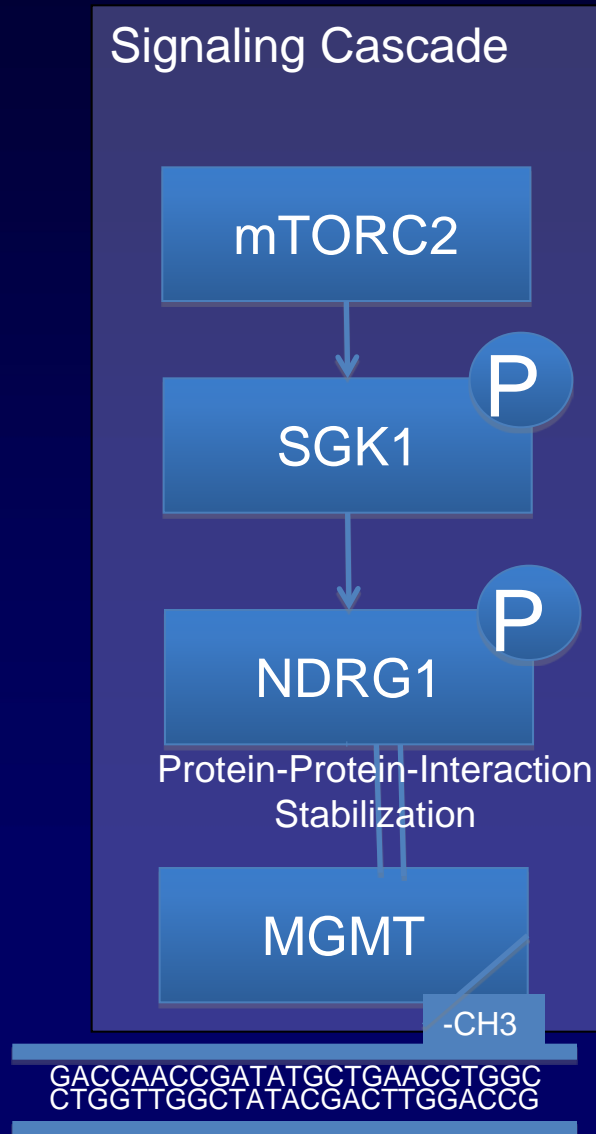 Signaling Cascade
mTORC2
P
SGK1
P
NDRG1
Protein-Protein-Interaction
Stabilization
MGMT
-CH3
GACCAACCGATATGCTGAACCTGGC
CTGGTTGGCTATACGACTTGGACCG